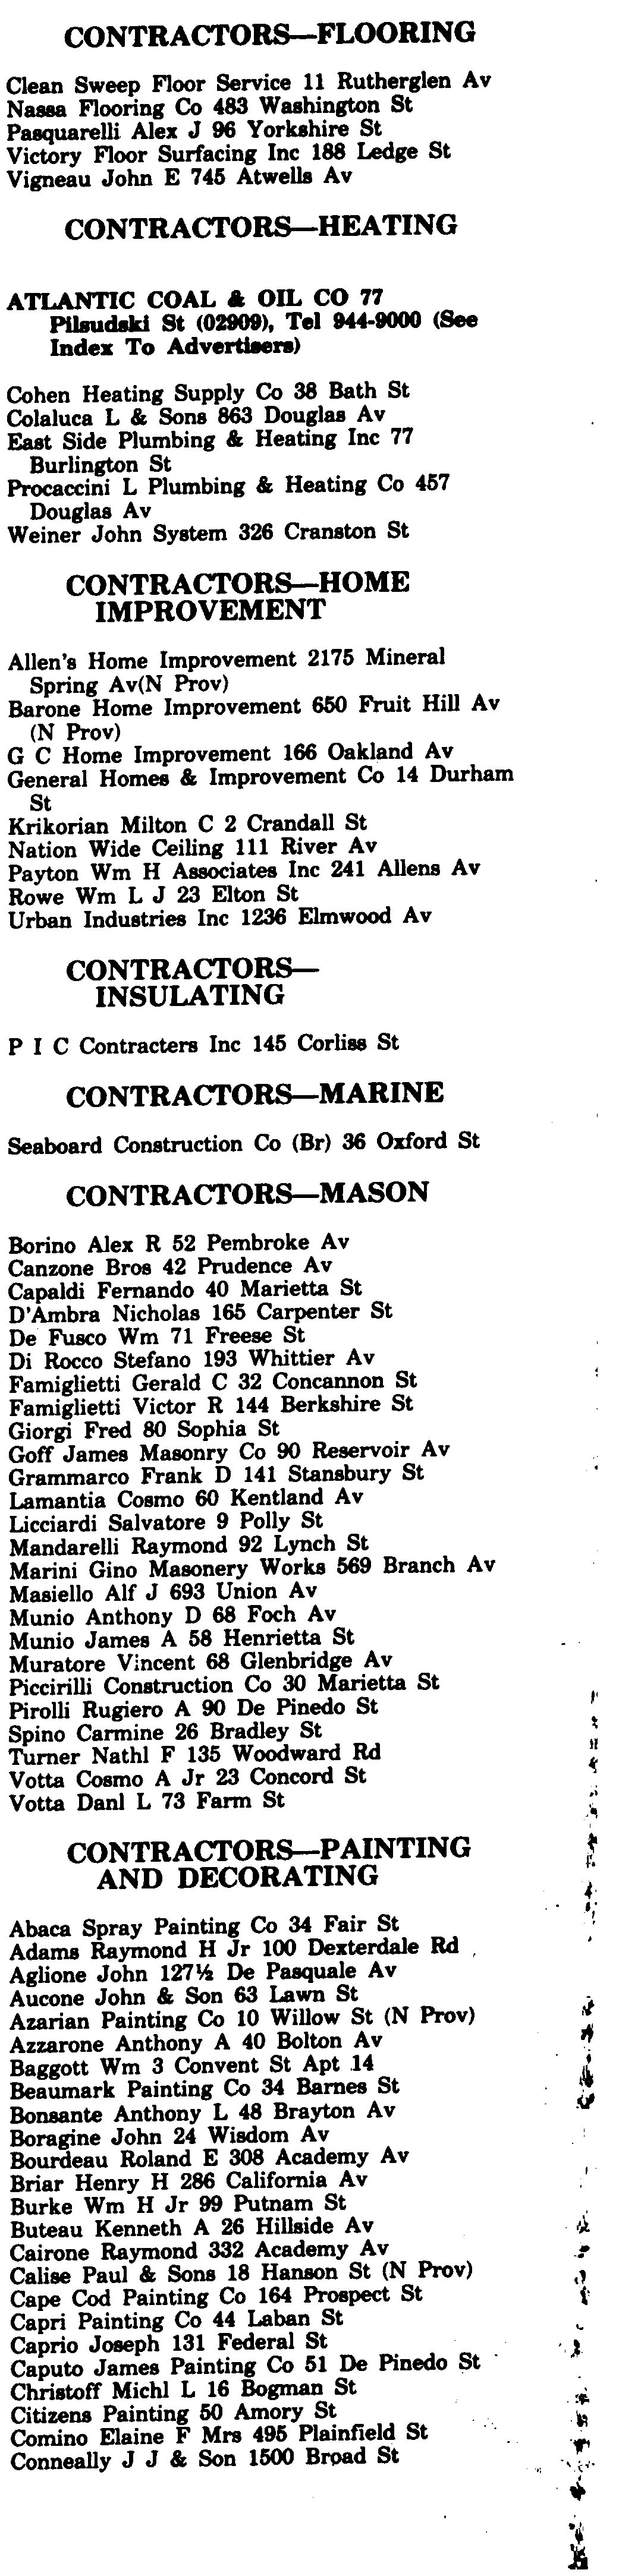 CONTRACTORS—FLOORING
Clean Sweep Floor Service 11 Rutherglen Av
Nassa Flooring Co 483 Washington St
Pasquarelli Alex J 96 Yorkshire St
Victory Floor Surfacing Inc 188 Ledge St
Vigneau John E 745 Atwells Av
CONTRACTORS—HEATING
ATLANTIC COAL & OIL CO 77
Pilsudski St (02909), Tel 944-9000 (See
Index To Advertisers)
Cohen Heating Supply Co 38 Bath St
Colaluca L & Sons 863 Douglas Av
East Side Plumbing & Heating Inc 77
Burlington St
Procaccini L Plumbing & Heating Co 457
Douglas Av
Weiner John System 326 Cranston St
CONTRACTORS—HOME
IMPROVEMENT
Allen's Home Improvement 2175 Mineral
Spring Av(N Prov)
Barone Home Improvement 650 Fruit Hill Av
(N Prov)
G C Home Improvement 166 Oakland Av
General Homes & Improvement Co 14 Durham
St
Krikorian Milton C 2 Crandall St
Nation Wide Ceiling 111 River Av
Payton Wm H Associates Inc 241 Allens Av
Rowe Wm L J 23 Elton St
Urban Industries Inc 1236 Elmwood Av
CONTRACTORS—
INSULATING
P I C Contracters Inc 145 Corliss St
CONTRACTORS—MARINE
Seaboard Construction Co (Br) 36 Oxford St
CONTRACTORS—MASON
Borino Alex R 52 Pembroke Av
Canzone Bros 42 Prudence Av
Capaldi Fernando 40 Marietta St
D'Ambra Nicholas 165 Carpenter St
De Fusco Wm 71 Freese St
Di Rocco Stefano 193 Whittier Av
Famiglietti Gerald C 32 Concannon St
Famiglietti Victor R 144 Berkshire St
Giorgi Fred 80 Sophia St
Goff James Masonry Co 90 Reservoir Av
Grammarco Frank D 141 Stansbury St
Lamantia Cosmo 60 Kentland Av
Licciardi Salvatore 9 Polly St
Mandarelli Raymond 92 Lynch St
Marini Gino Masonery Works 569 Branch Av
Masiello Alf J 693 Union Av
Munio Anthony D 68 Foch Av
Munio James A 58 Henrietta St
Muratore Vincent 68 Glenbridge Av
Piccirilli Construction Co 30 Marietta St
Pirolli Rugiero A 90 De Pinedo St
Spino Carmine 26 Bradley St
Turner Nathl F 135 Woodward Rd
Votta Cosmo A Jr 23 Concord St
Votta Danl L 73 Farm St
CONTRACTORS—PAINTING
AND DECORATING
Abaca Spray Painting Co 34 Fair St
Adams Raymond H Jr 100 Dexterdale Rd
Aglione John 127½ De Pasquale Av
Aucone John & Son 63 Lawn St
Azarian Painting Co 10 Willow St (N Prov)
Azzarone Anthony A 40 Bolton Av
Baggott Wm 3 Convent St Apt 14
Beaumark Painting Co 34 Barnes St
Bonsante Anthony L 48 Brayton Av
Boragine John 24 Wisdom Av
Bourdeau Roland E 308 Academy Av
Briar Henry H 286 California Av
Burke Wm H Jr 99 Putnam St
Buteau Kenneth A 26 Hillside Av
Cairone Raymond 332 Academy Av
Calise Paul & Sons 18 Hanson St (N Prov)
Cape Cod Painting Co 164 Prospect St
Capri Painting Co 44 Laban St
Caprio Joseph 131 Federal St
Caputo James Painting Co 51 De Pinedo St
Christoff Michl L 16 Bogman St
Citizens Painting 50 Amory St
Comino Elaine F Mrs 495 Plainfield St
Conneally J J & Son 1500 Broad St